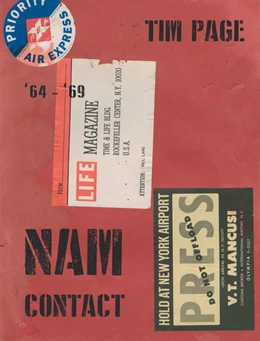 PRIORITY
AIR EXPRESS
TIM PAGE
'64 – '69
LIFE
MAGAZINE
TIME & LIFE BLDG.
ROCKEFELLER CENTER, N.Y. 10020
U.S.A.
FROM:
NAM
CONTACT
HOLD AT NEW YORK AIRPORT
PRESS
DO NOT OFFLOAD
V.T. MANCUSI